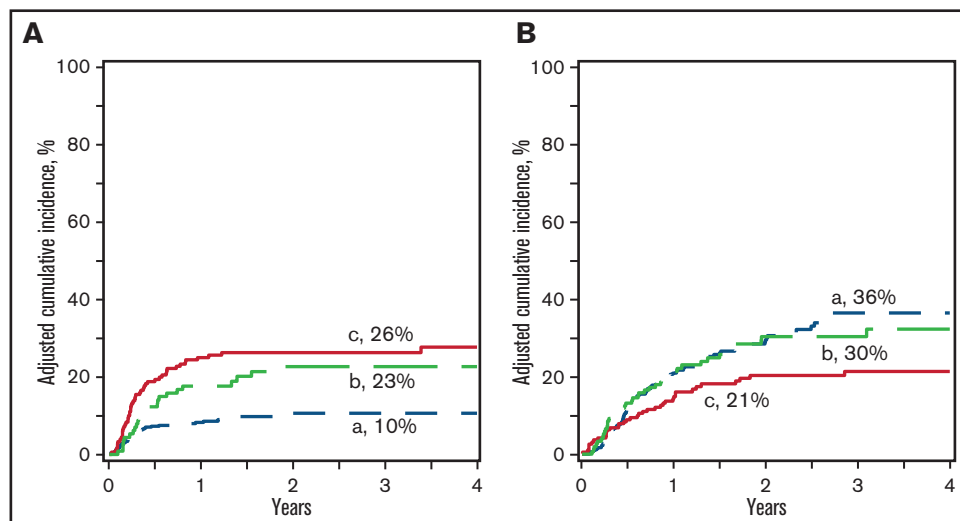 A
Adjusted cumulative incidence, %
100
80
60
40
20
0
c, 26%
b, 23%
a, 10%
0 1 2 3 4
Years
B
Adjusted cumulative incidence, %
100
80
60
40
20
0
a, 36%
b, 30%
c, 21%
0 1 2 3 4
Years